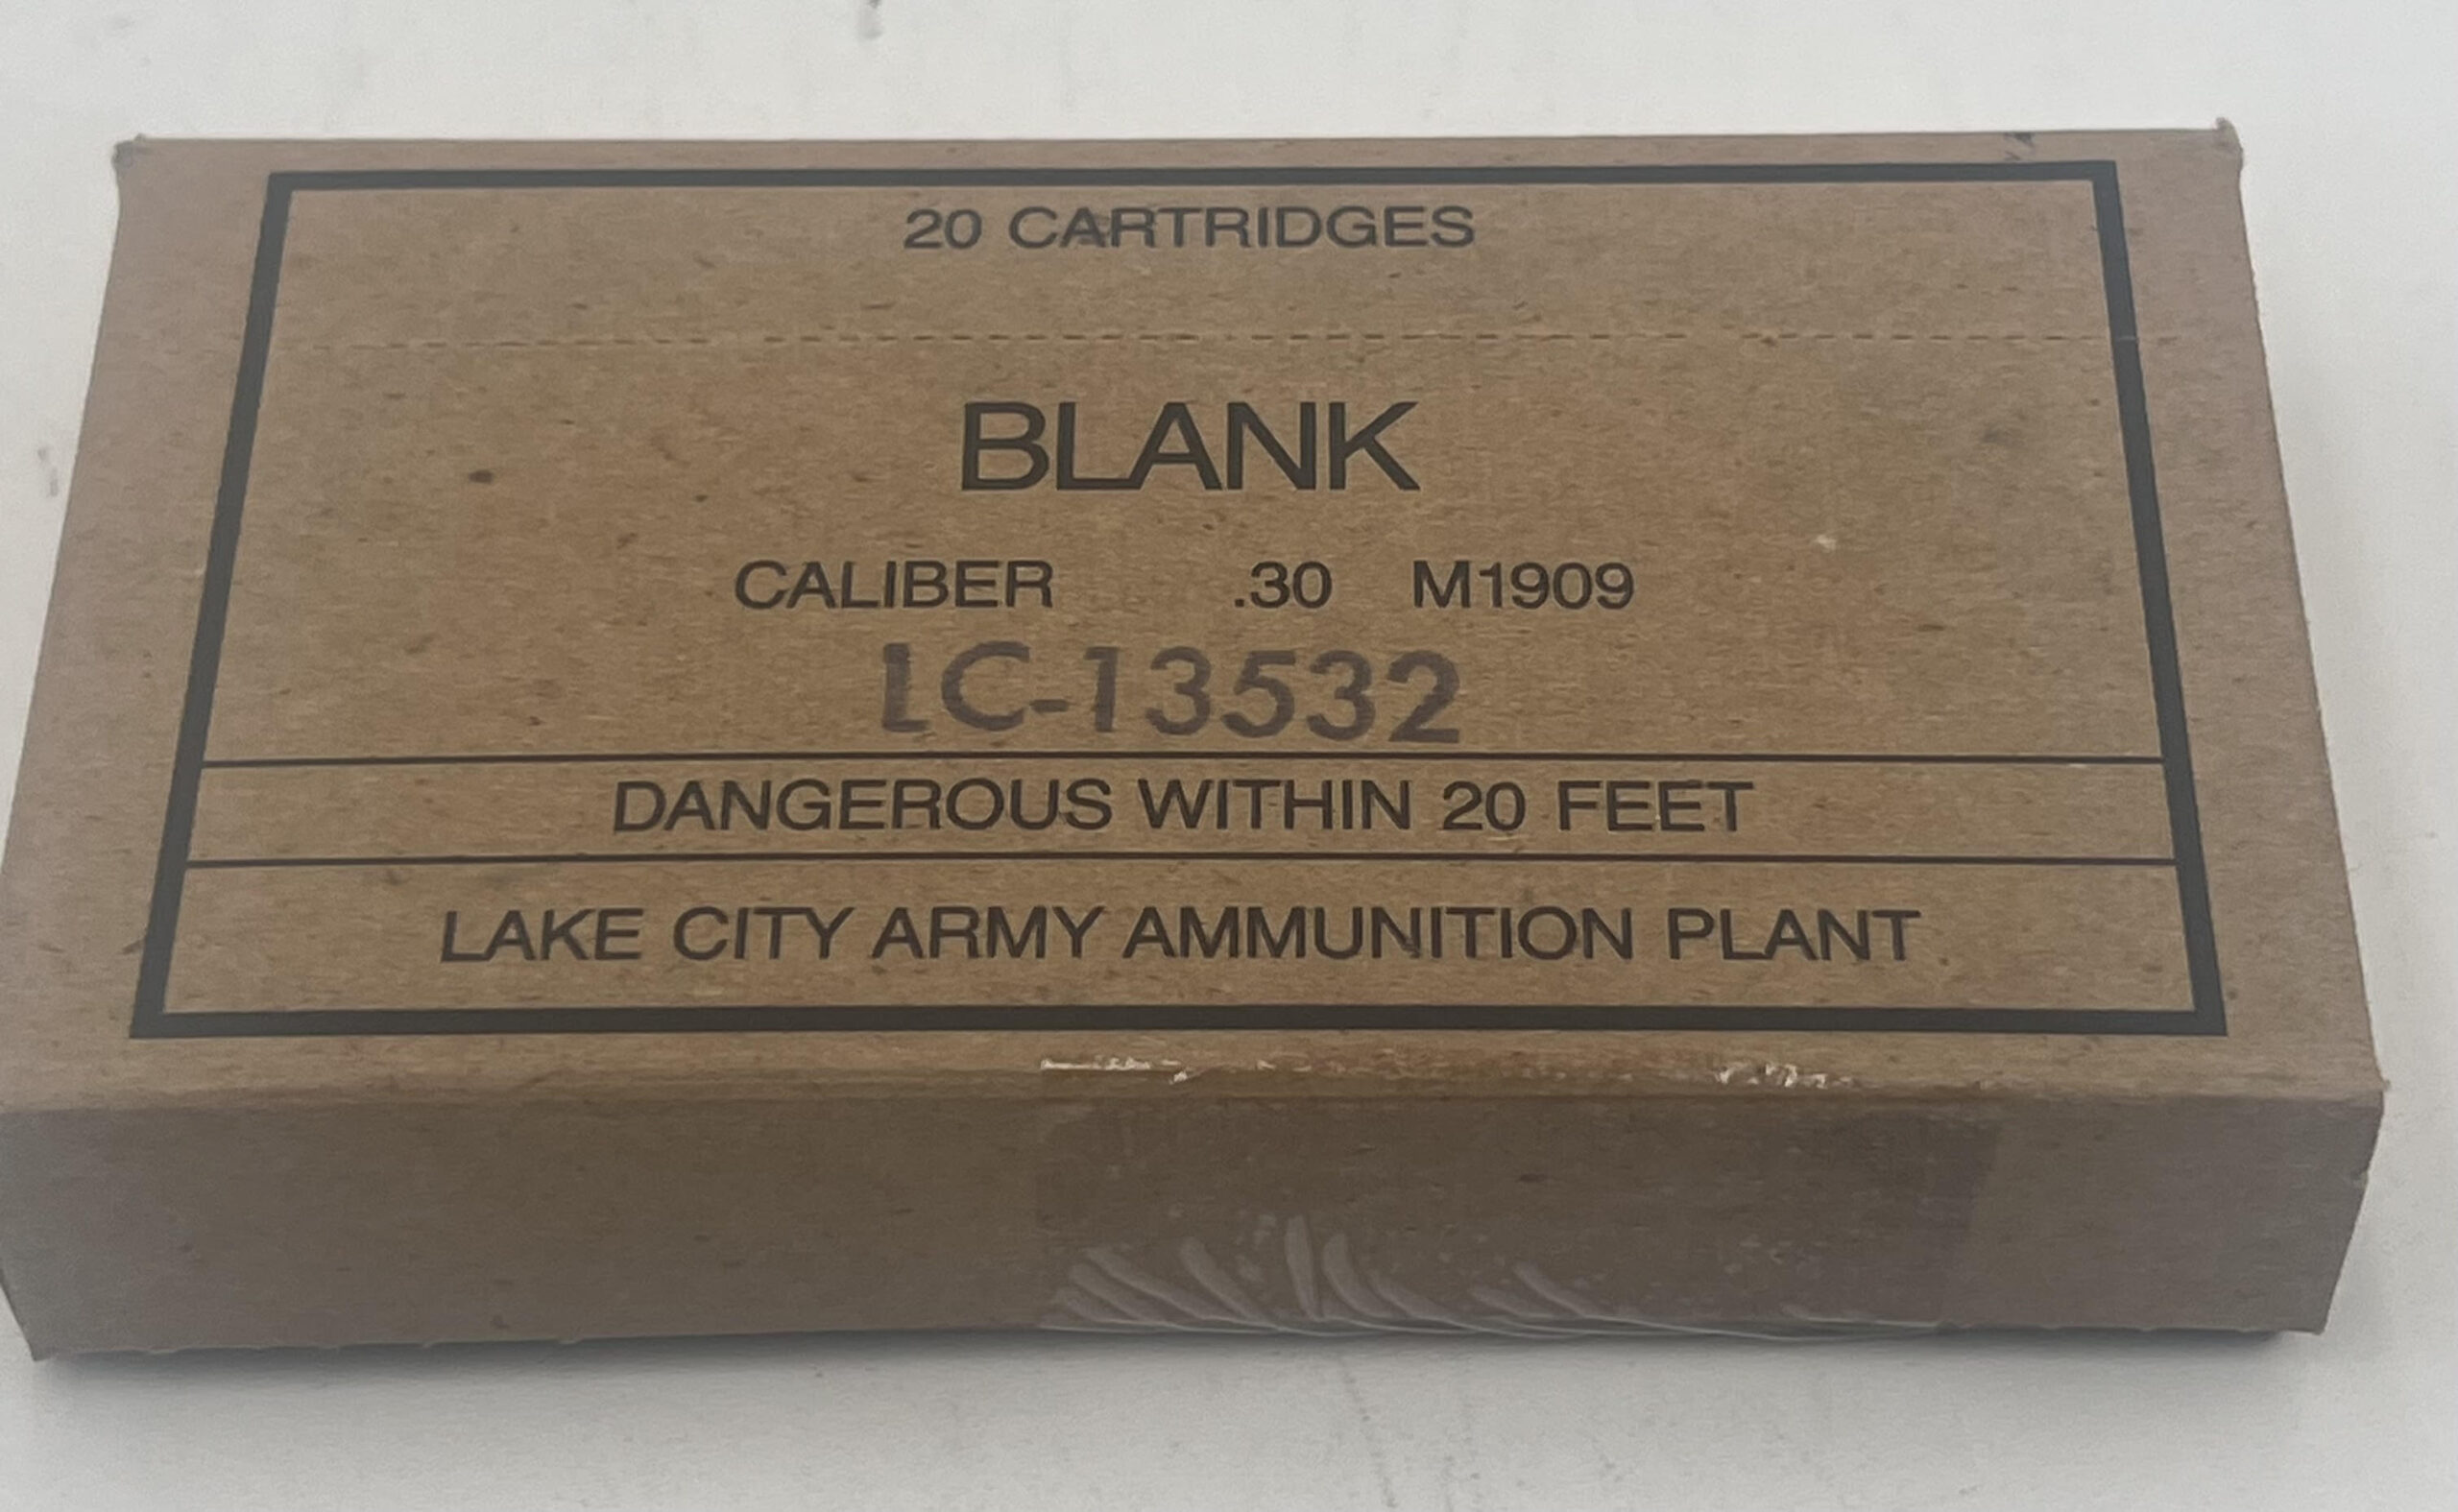 20 CARTRIDGES
BLANK
CALIBER .30 M1909
LC-13532
DANGEROUS WITHIN 20 FEET
LAKE CITY ARMY AMMUNITION PLANT